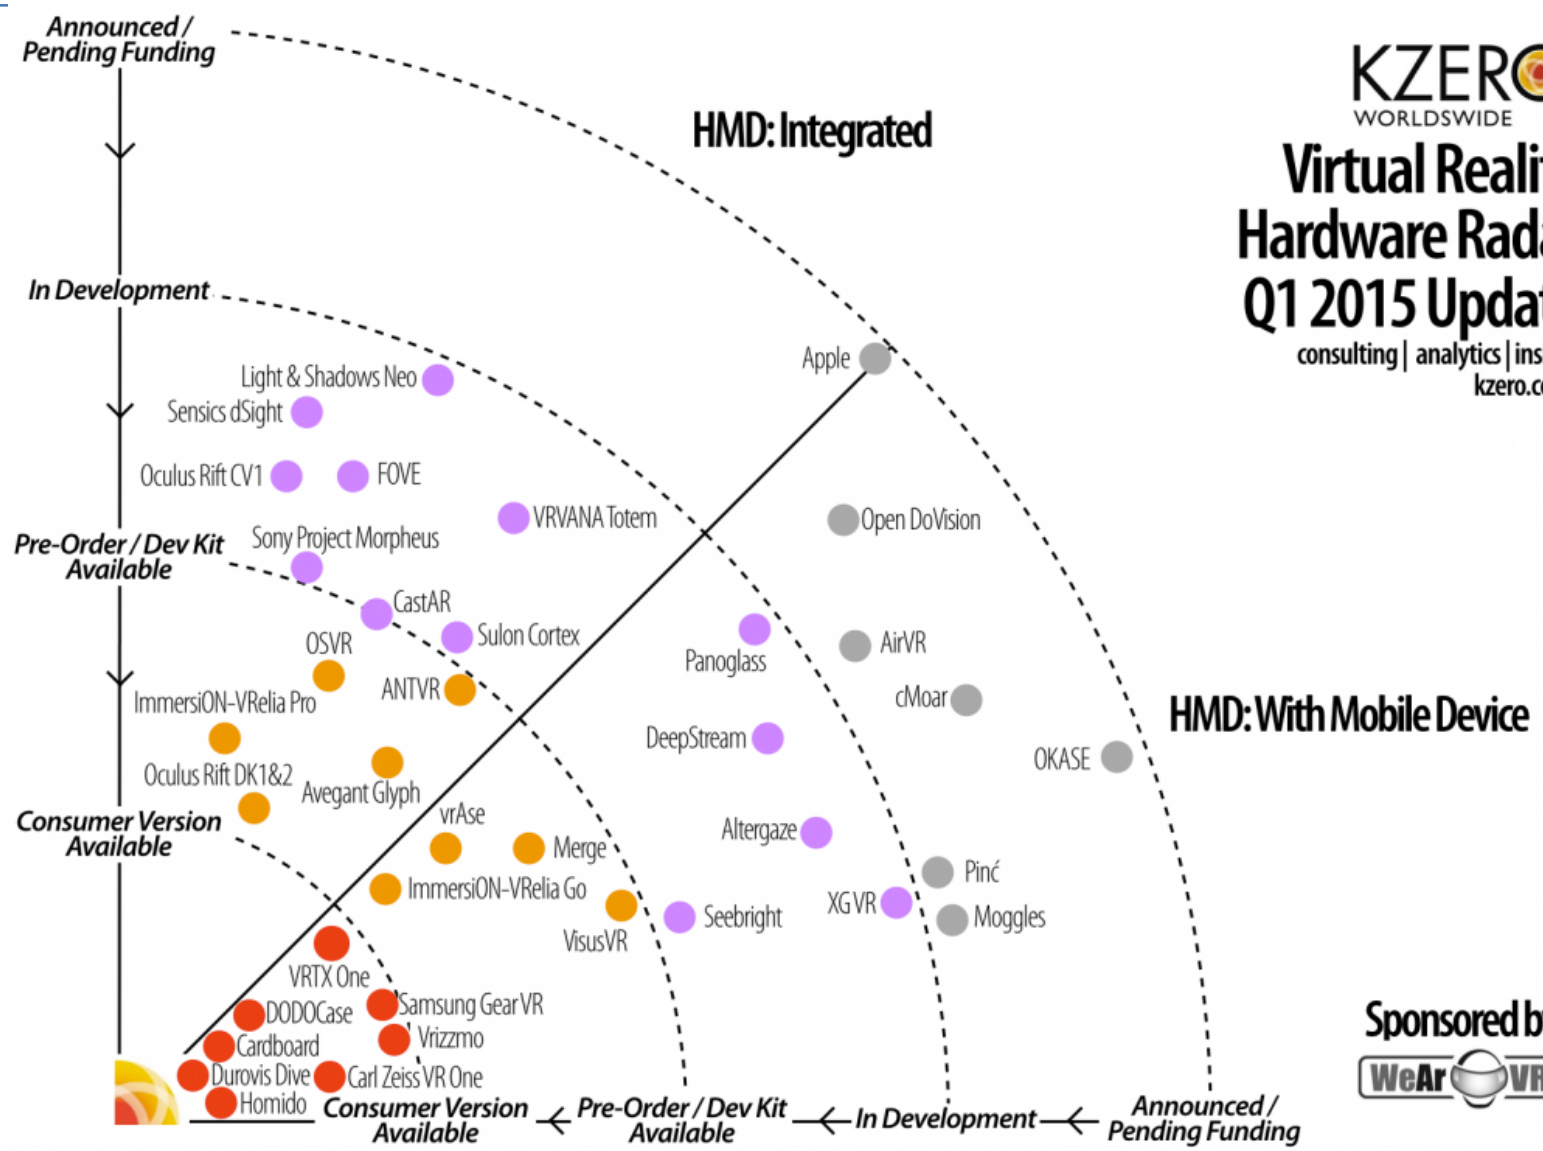 Announced /
Pending Funding
HMD: Integrated
KZERO
WORLDSWIDE
Virtual Realit
Hardware Rada
Q1 2015 Updat
consulting | analytics | insi
kzero.co
In Development
Apple
Light & Shadows Neo
Sensics dSight
Oculus Rift CV1
FOVE
VRVANA Totem
Open DoVision
Sony Project Morpheus
Pre-Order / Dev Kit
Available
CastAR
Sulon Cortex
OSVR
AirVR
Panoglass
ANTVR
cMoar
ImmersiON-VRelia Pro
HMD: With Mobile Device
DeepStream
OKASE
Oculus Rift DK1&2
Avegant Glyph
Consumer Version
Available
vrAse
Altergaze
Merge
ImmersiON-VRelia Go
Pinć
XG VR
Moggles
Seebright
VisusVR
VRTX One
Samsung Gear VR
DODOCase
Vrizzmo
Cardboard
Durovis Dive
Carl Zeiss VR One
Homido
Sponsored b
WeAr VR
Consumer Version
Available
Pre-Order / Dev Kit
Available
In Development
Announced /
Pending Funding